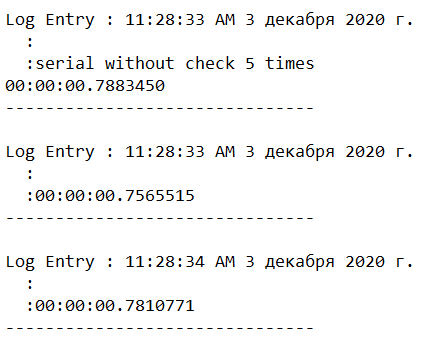 Log Entry : 11:28:33 AM 3 декабря 2020 г.
  :
  :serial without check 5 times
00:00:00.7883450
-------------------------------
Log Entry : 11:28:33 AM 3 декабря 2020 г.
  :
  :00:00:00.7565515
-------------------------------
Log Entry : 11:28:34 AM 3 декабря 2020 г.
  :
  :00:00:00.7810771
-------------------------------